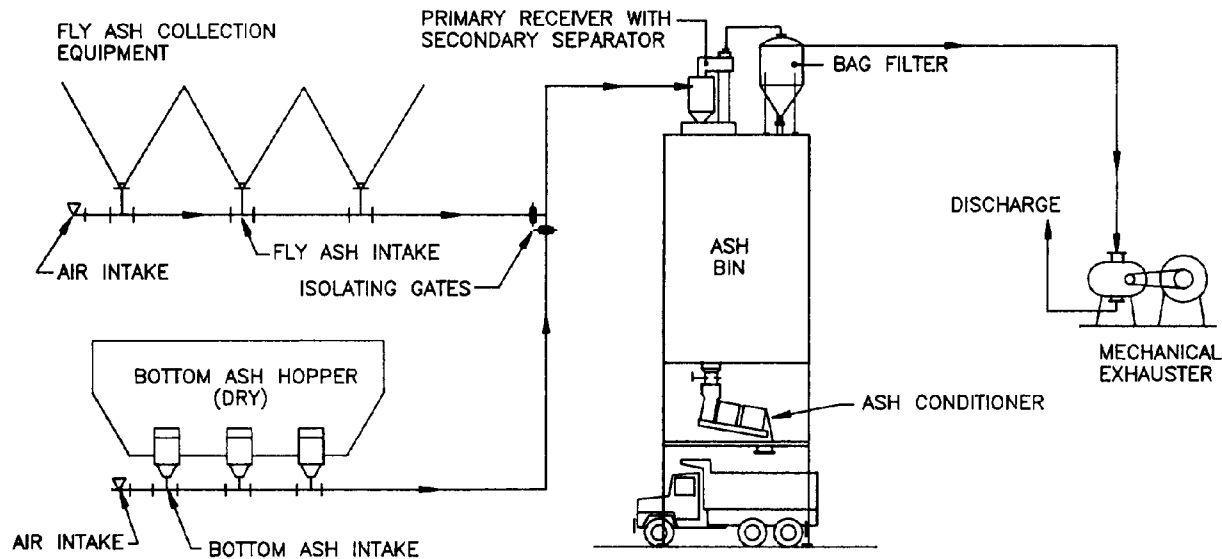 FLY ASH COLLECTION
EQUIPMENT
PRIMARY RECEIVER WITH
SECONDARY SEPARATOR
BAG FILTER
AIR INTAKE
FLY ASH INTAKE
ISOLATING GATES
ASH
BIN
DISCHARGE
MECHANICAL
EXHAUSTER
BOTTOM ASH HOPPER
(DRY)
ASH CONDITIONER
AIR INTAKE
BOTTOM ASH INTAKE